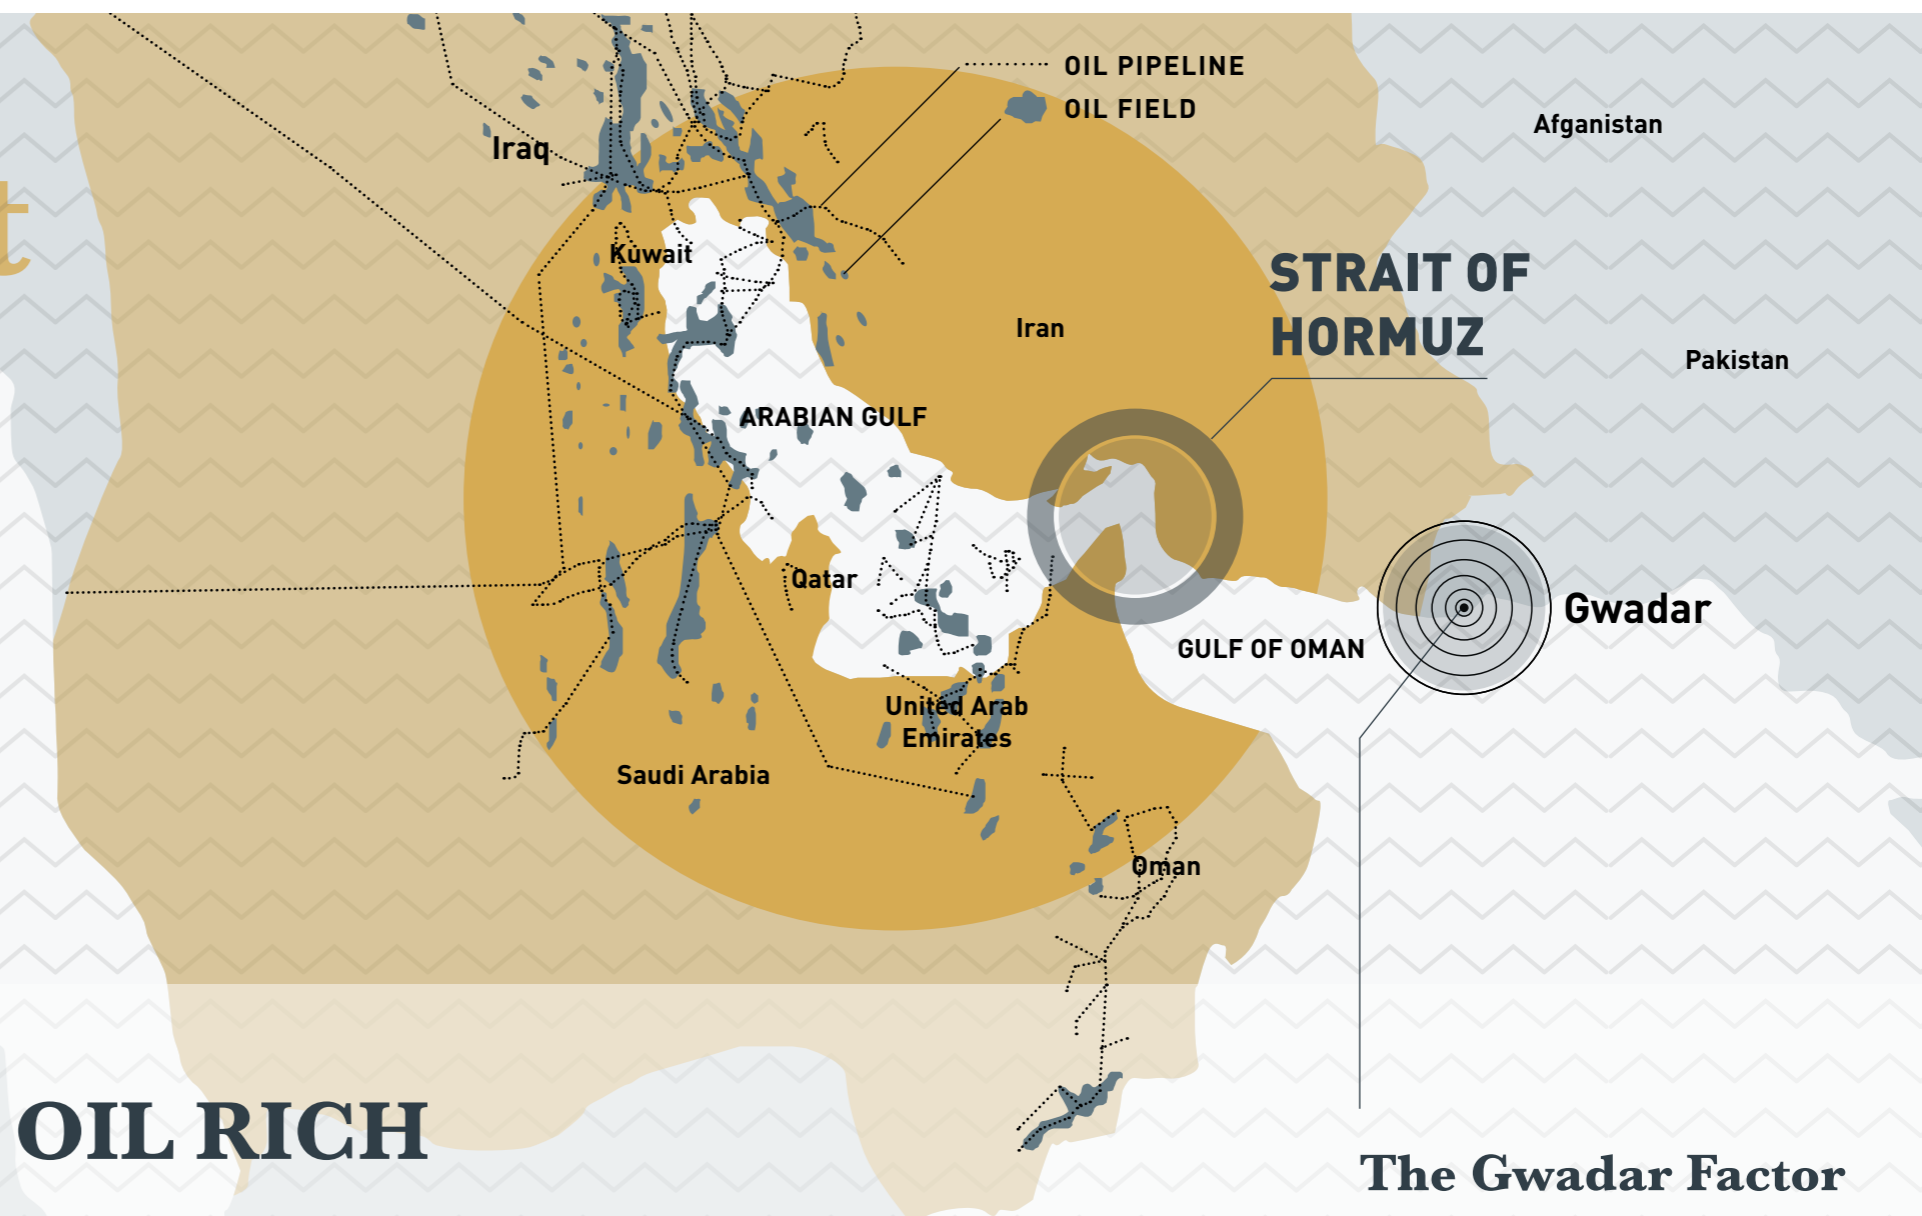 OIL PIPELINE
OIL FIELD
Afganistan
Iraq
t
Kuwait
STRAIT OF
HORMUZ
Iran
Pakistan
ARABIAN GULF
Qatar
Gwadar
GULF OF OMAN
United Arab
Emirates
Saudi Arabia
Oman
OIL RICH
The Gwadar Factor